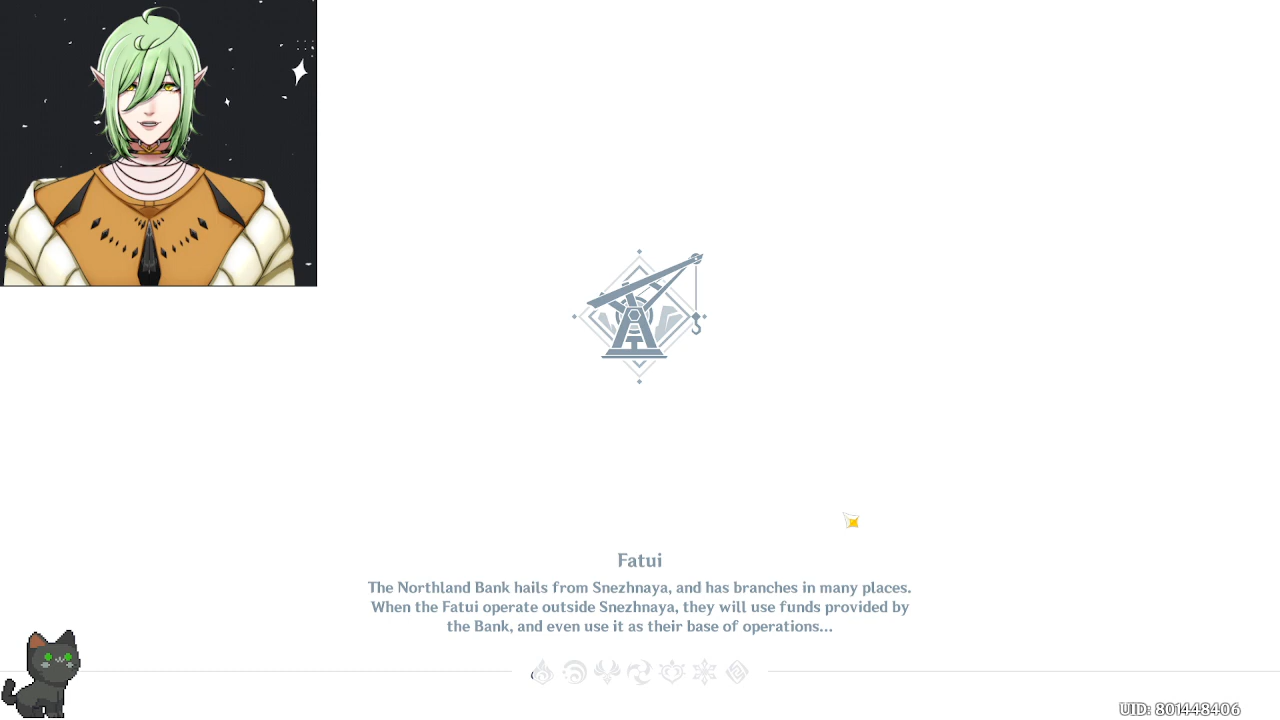 Fatui
The Northland Bank hails from Snezhnaya, and has branches in many places.
When the Fatui operate outside Snezhnaya, they will use funds provided by
the Bank, and even use it as their base of operations...
UID: 801448406